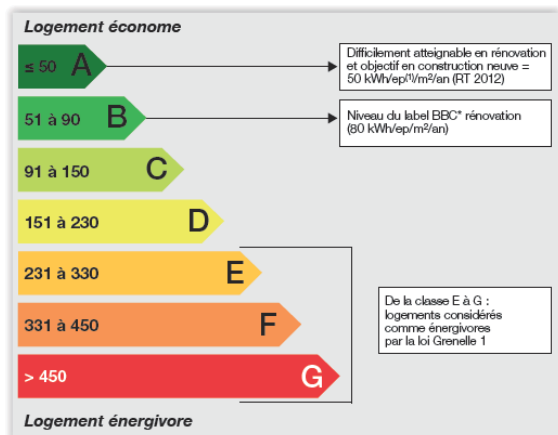 Logement économe
≤ 50 A
Difficilement atteignable en rénovation
et objectif en construction neuve =
50 kWh/ep(1)/m²/an (RT 2012)
51 à 90 B
Niveau du label BBC* rénovation
(80 kWh/ep/m²/an)
91 à 150 C
151 à 230 D
231 à 330 E
331 à 450 F
> 450 G
De la classe E à G :
logements considérés
comme énergivores
par la loi Grenelle 1
Logement énergivore